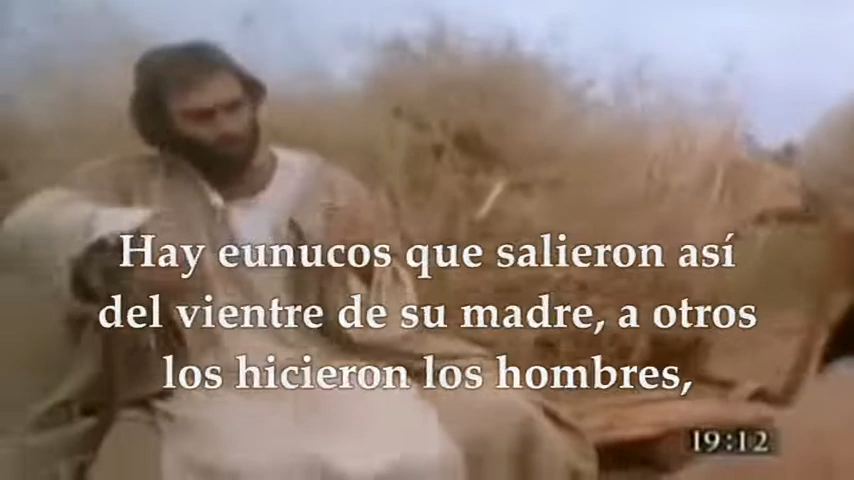 Hay eunucos que salieron así
del vientre de su madre, a otros
los hicieron los hombres,
19:12